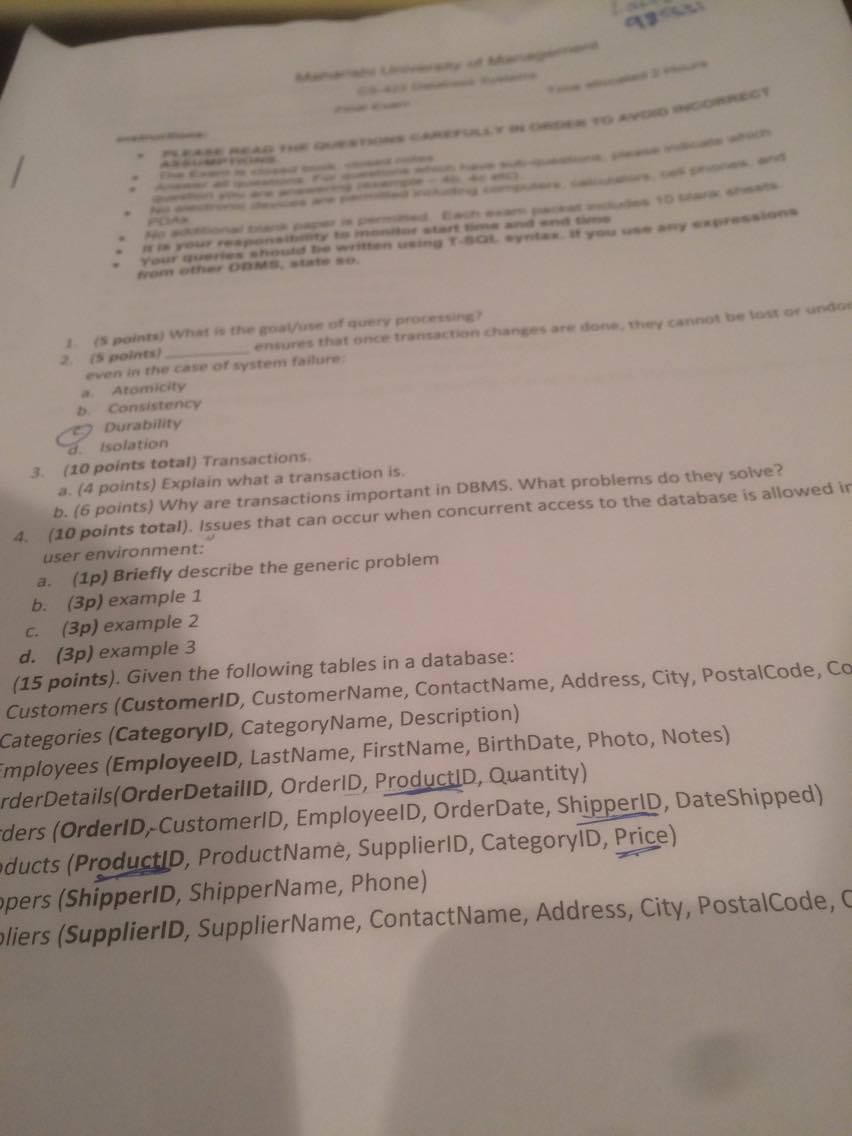 Maharishi University of Management
CS-422 Database Systems
Final Exam Time allocated 2 Hours
Instructions:
• PLEASE READ THE QUESTIONS CAREFULLY IN ORDER TO AVOID INCORRECT
ASSUMPTIONS.
• The Exam is closed book, closed notes
• Answer all questions. For questions which have sub-questions, please indicate which
question you are answering (example - 4b, 4c etc).
• No electronic devices are permitted including computers, calculators, cell phones, and
PDAs
• No additional blank paper is permitted. Each exam packet includes 10 blank sheets.
• It is your responsibility to monitor start time and end time
• Your queries should be written using T-SQL syntax. If you use any expressions
from other DBMS, state so.
1. (5 points) What is the goal/use of query processing?
2. (5 points) __________ ensures that once transaction changes are done, they cannot be lost or undo
even in the case of system failure:
a. Atomicity
b. Consistency
c. Durability
d. Isolation
3. (10 points total) Transactions.
a. (4 points) Explain what a transaction is.
b. (6 points) Why are transactions important in DBMS. What problems do they solve?
4. (10 points total). Issues that can occur when concurrent access to the database is allowed in
user environment:
a. (1p) Briefly describe the generic problem
b. (3p) example 1
c. (3p) example 2
d. (3p) example 3
(15 points). Given the following tables in a database:
Customers (CustomerID, CustomerName, ContactName, Address, City, PostalCode, Co
Categories (CategoryID, CategoryName, Description)
Employees (EmployeeID, LastName, FirstName, BirthDate, Photo, Notes)
rderDetails(OrderDetailID, OrderID, ProductID, Quantity)
ders (OrderID, CustomerID, EmployeeID, OrderDate, ShipperID, DateShipped)
ducts (ProductID, ProductName, SupplierID, CategoryID, Price)
pers (ShipperID, ShipperName, Phone)
liers (SupplierID, SupplierName, ContactName, Address, City, PostalCode, C